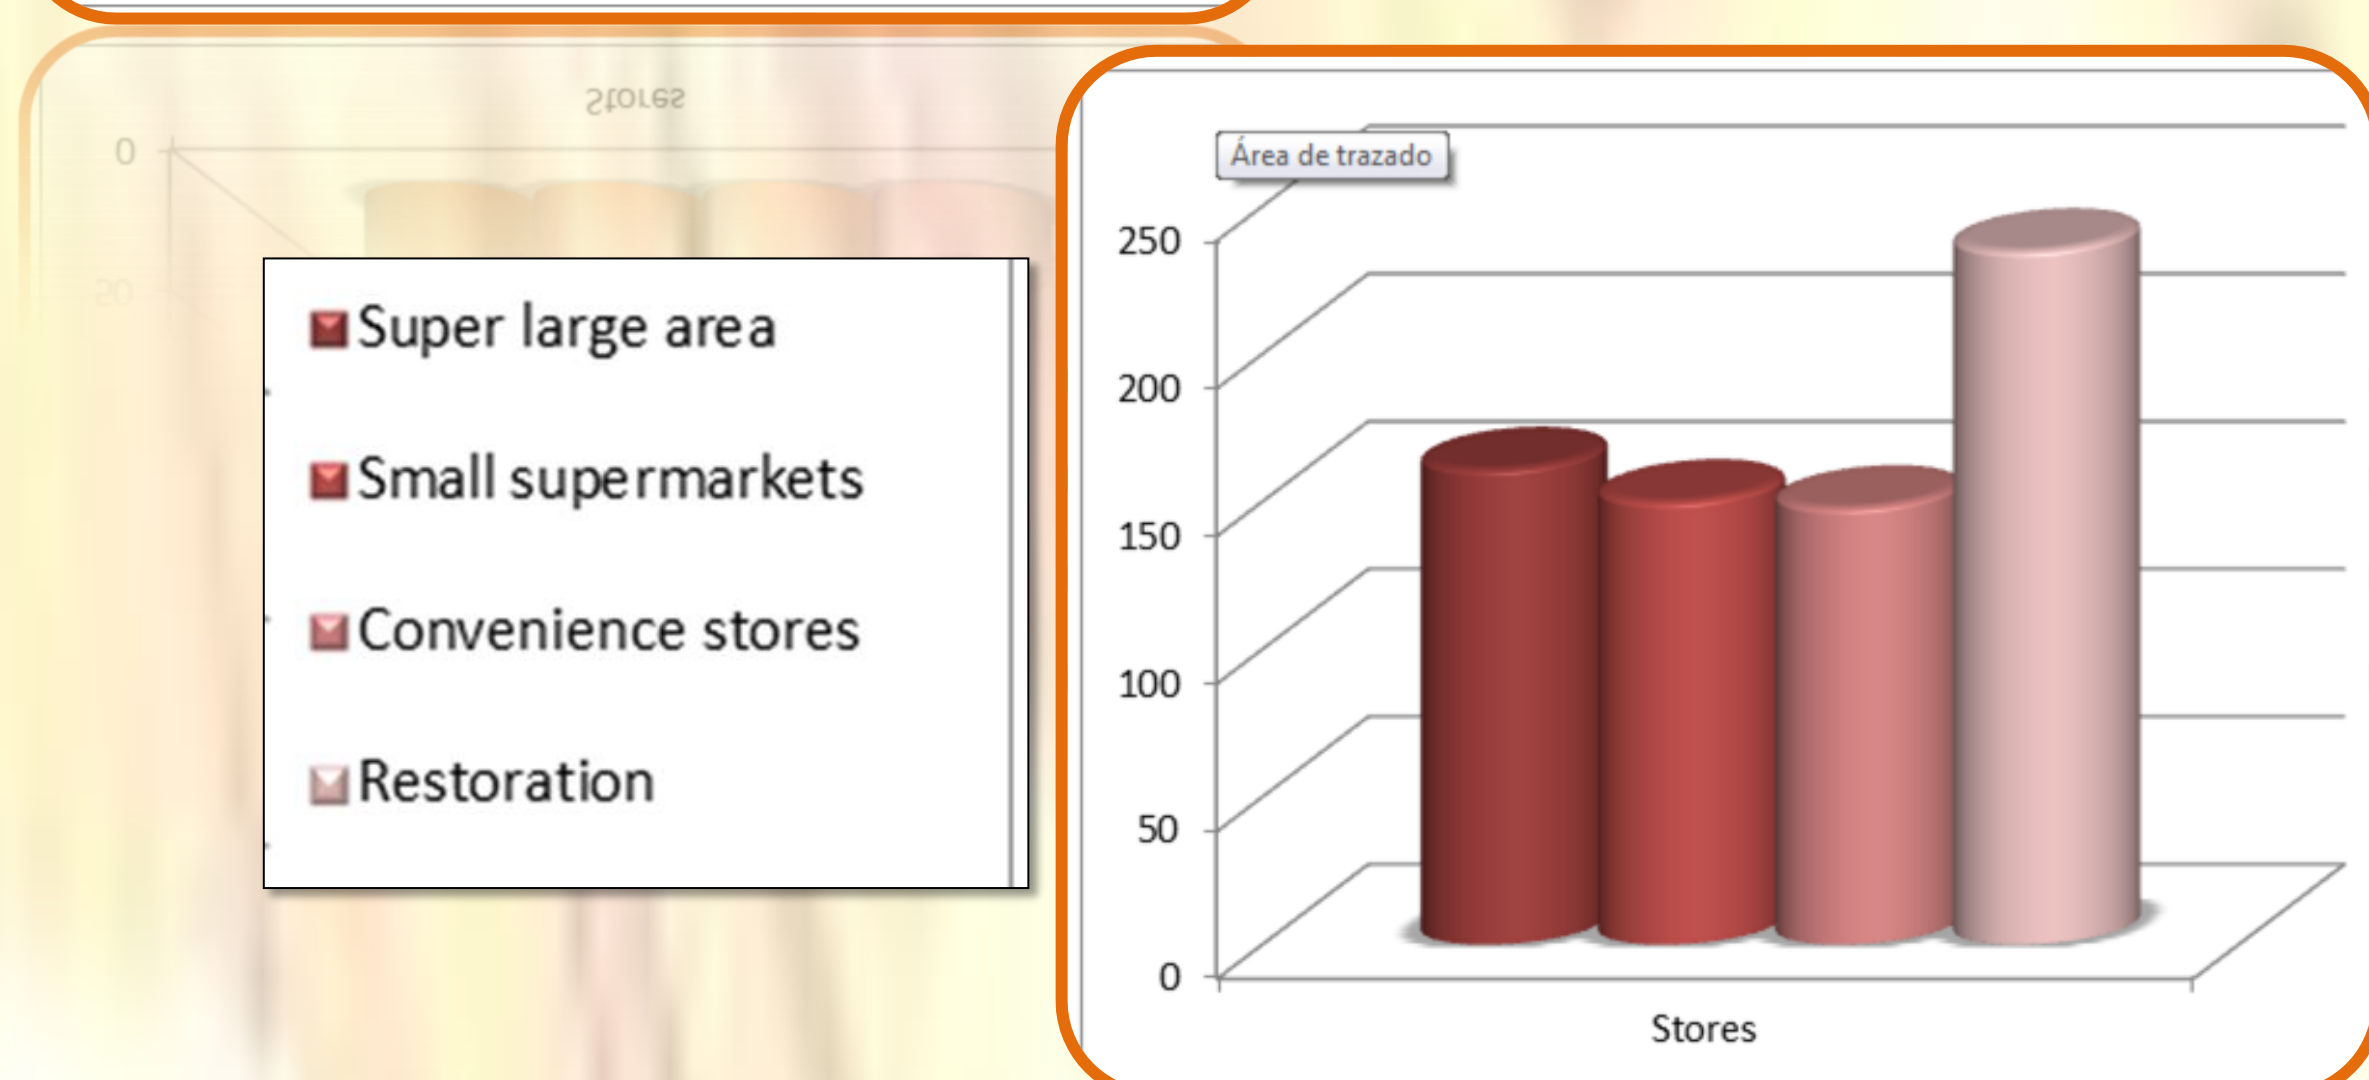 Stores
0
50
Super large area
Small supermarkets
Convenience stores
Restoration
Área de trazado
250
200
150
100
50
0
Stores